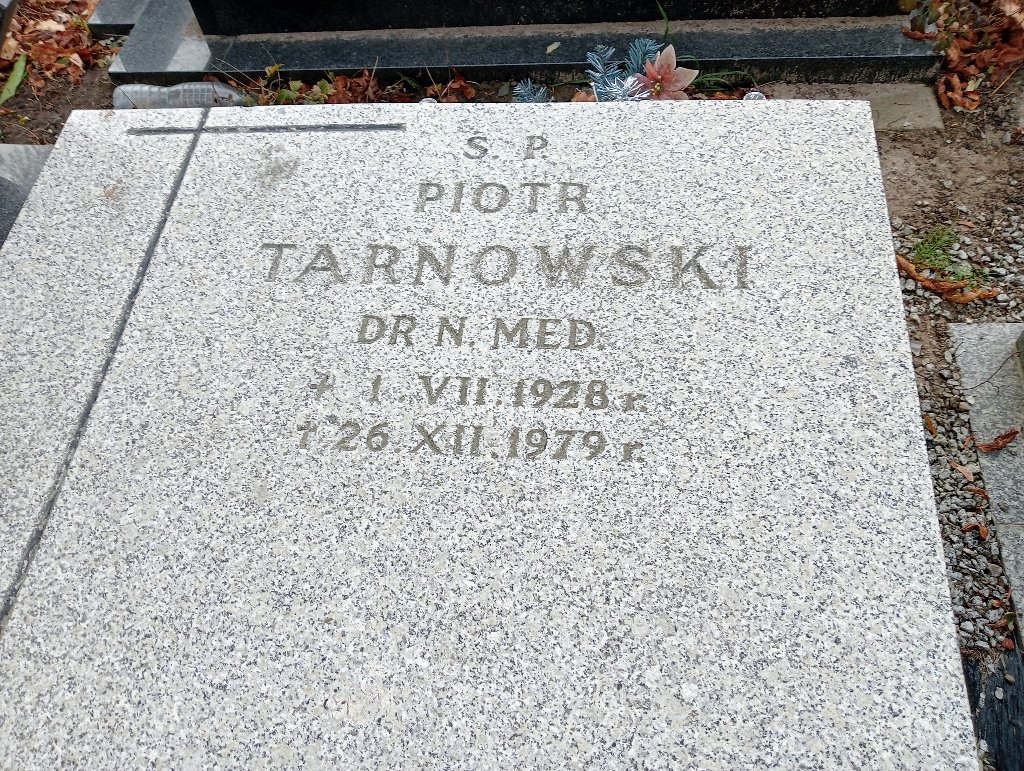 Ś. P.
PIOTR
TARNOWSKI
DR N. MED.
* 1. VII. 1928 r.
† 26. XII. 1979 r.